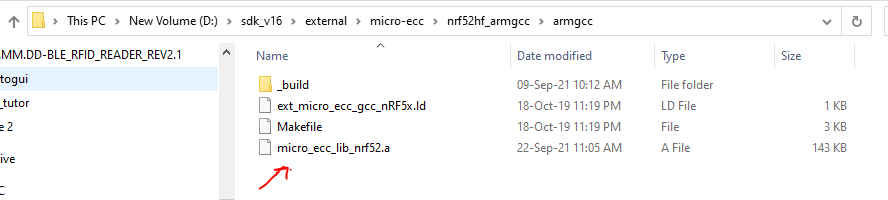 This PC > New Volume (D:) > sdk_v16 > external > micro-ecc > nrf52hf_armgcc > armgcc
.MM.DD-BLE_RFID_READER_REV2.1
togui
_tutor
e 2
ive
C
Name Date modified Type Size
_build 09-Sep-21 10:12 AM File folder
ext_micro_ecc_gcc_nRF5x.ld 18-Oct-19 11:19 PM LD File 1 KB
Makefile 18-Oct-19 11:19 PM File 3 KB
micro_ecc_lib_nrf52.a 22-Sep-21 11:05 AM A File 143 KB